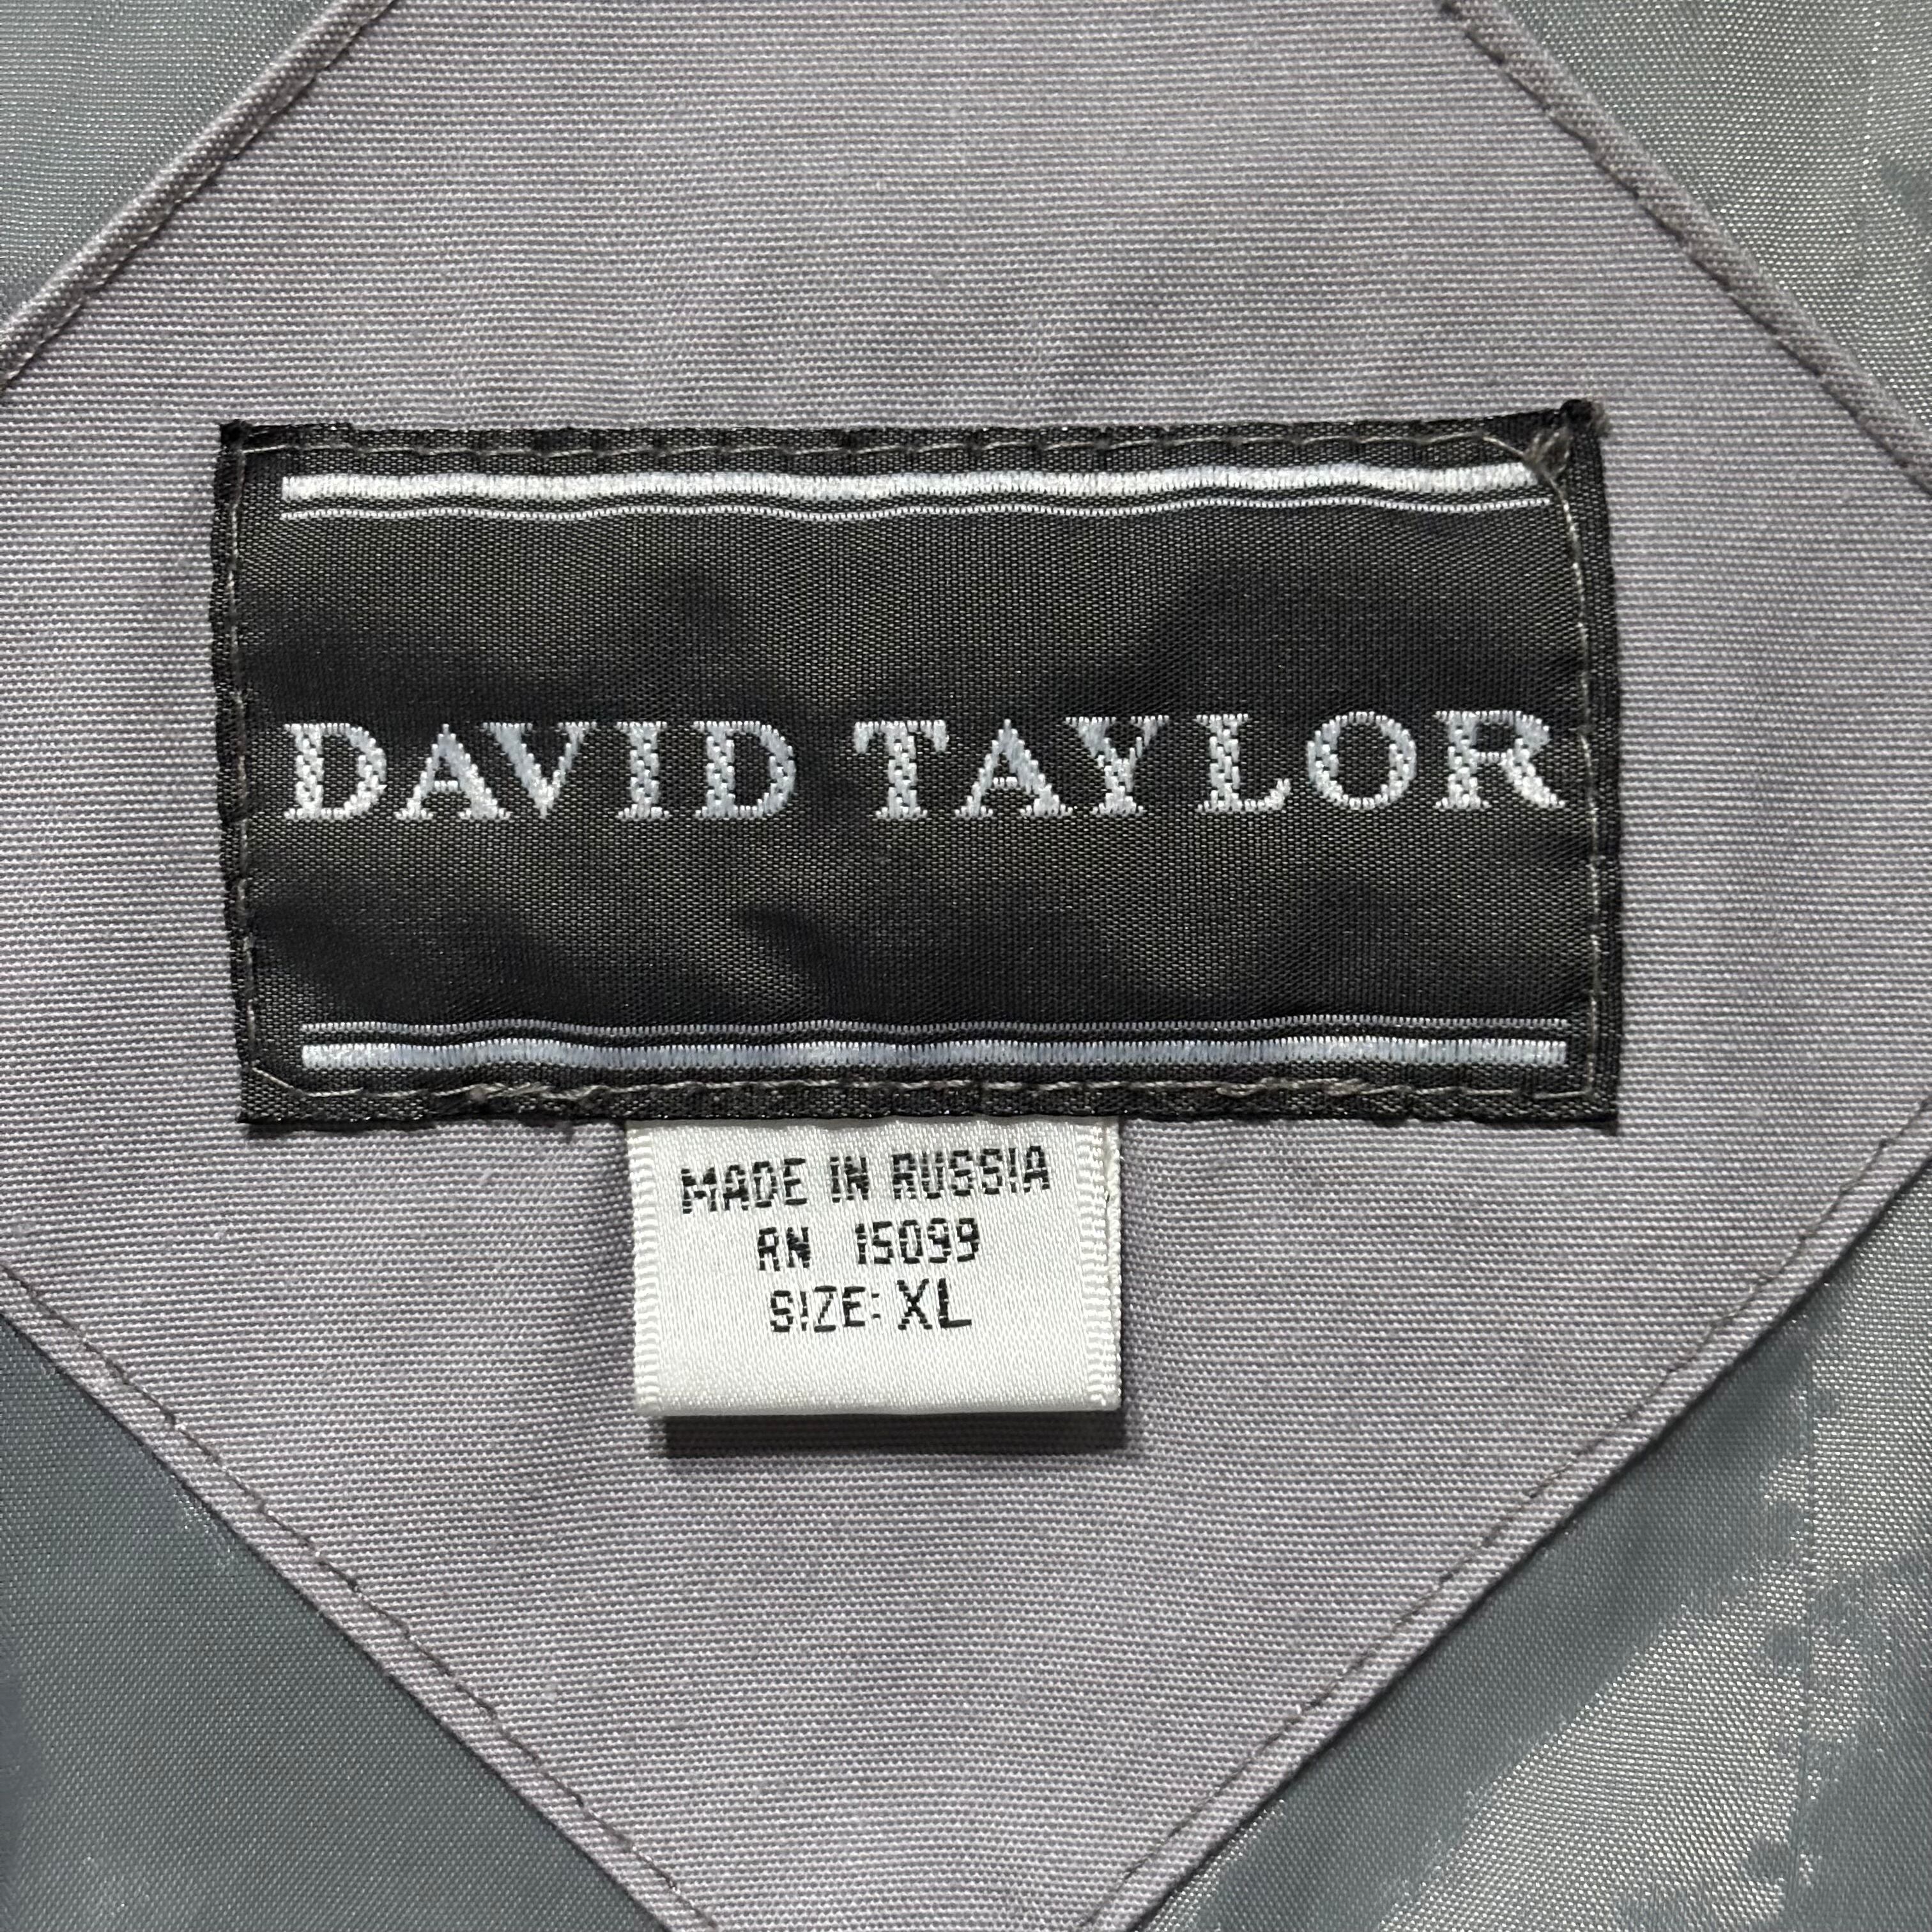 DAVID TAYLOR
MADE IN RUSSIA
RN 15099
SIZE: XL